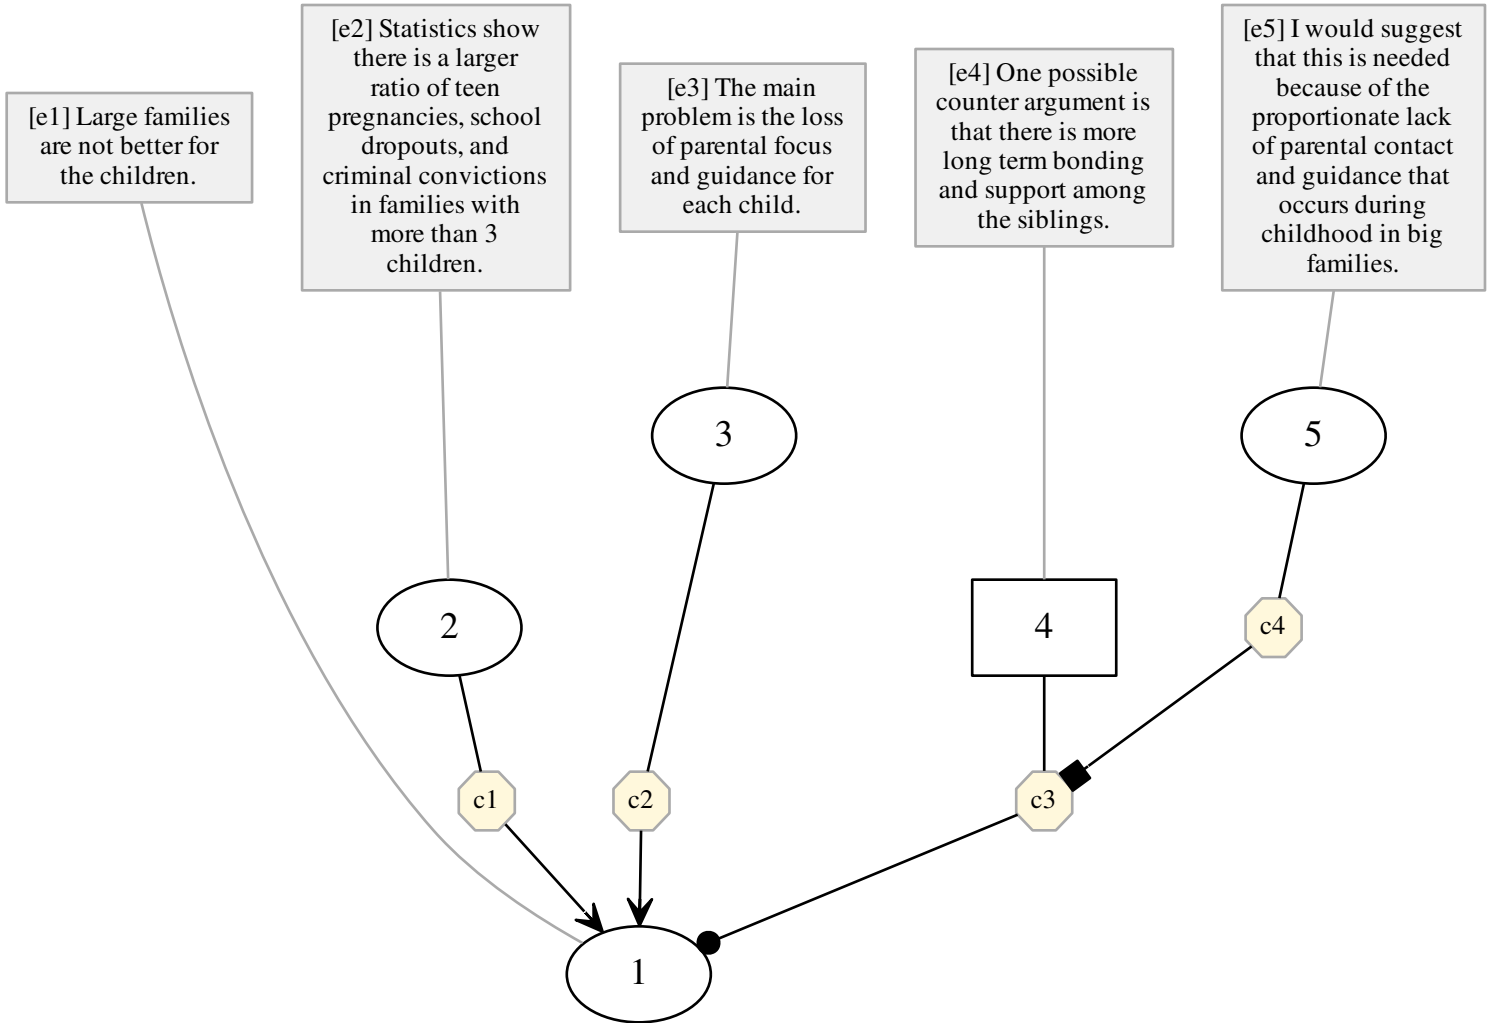 [e1] Large families
are not better for
the children.
[e2] Statistics show
there is a larger
ratio of teen
pregnancies, school
dropouts, and
criminal convictions
in families with
more than 3
children.
[e3] The main
problem is the loss
of parental focus
and guidance for
each child.
[e4] One possible
counter argument is
that there is more
long term bonding
and support among
the siblings.
[e5] I would suggest
that this is needed
because of the
proportionate lack
of parental contact
and guidance that
occurs during
childhood in big
families.
3
5
2
4
c4
c1
c2
c3
1